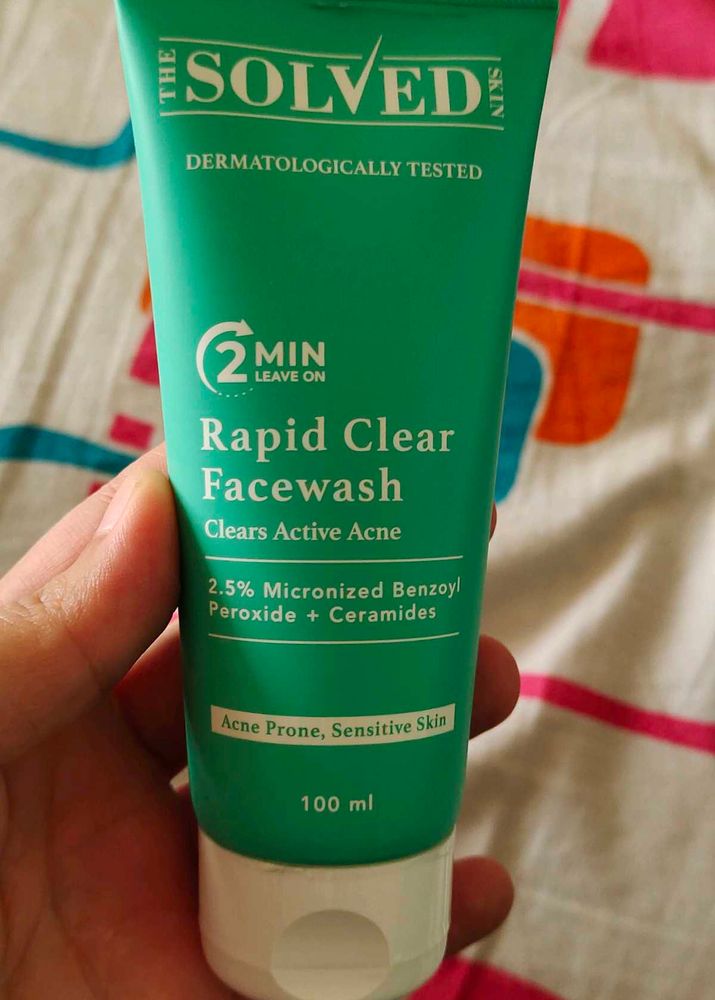 THE SOLVED SKIN
DERMATOLOGICALLY TESTED
2 MIN
LEAVE ON
Rapid Clear
Facewash
Clears Active Acne
2.5% Micronized Benzoyl
Peroxide + Ceramides
Acne Prone, Sensitive Skin
100 ml